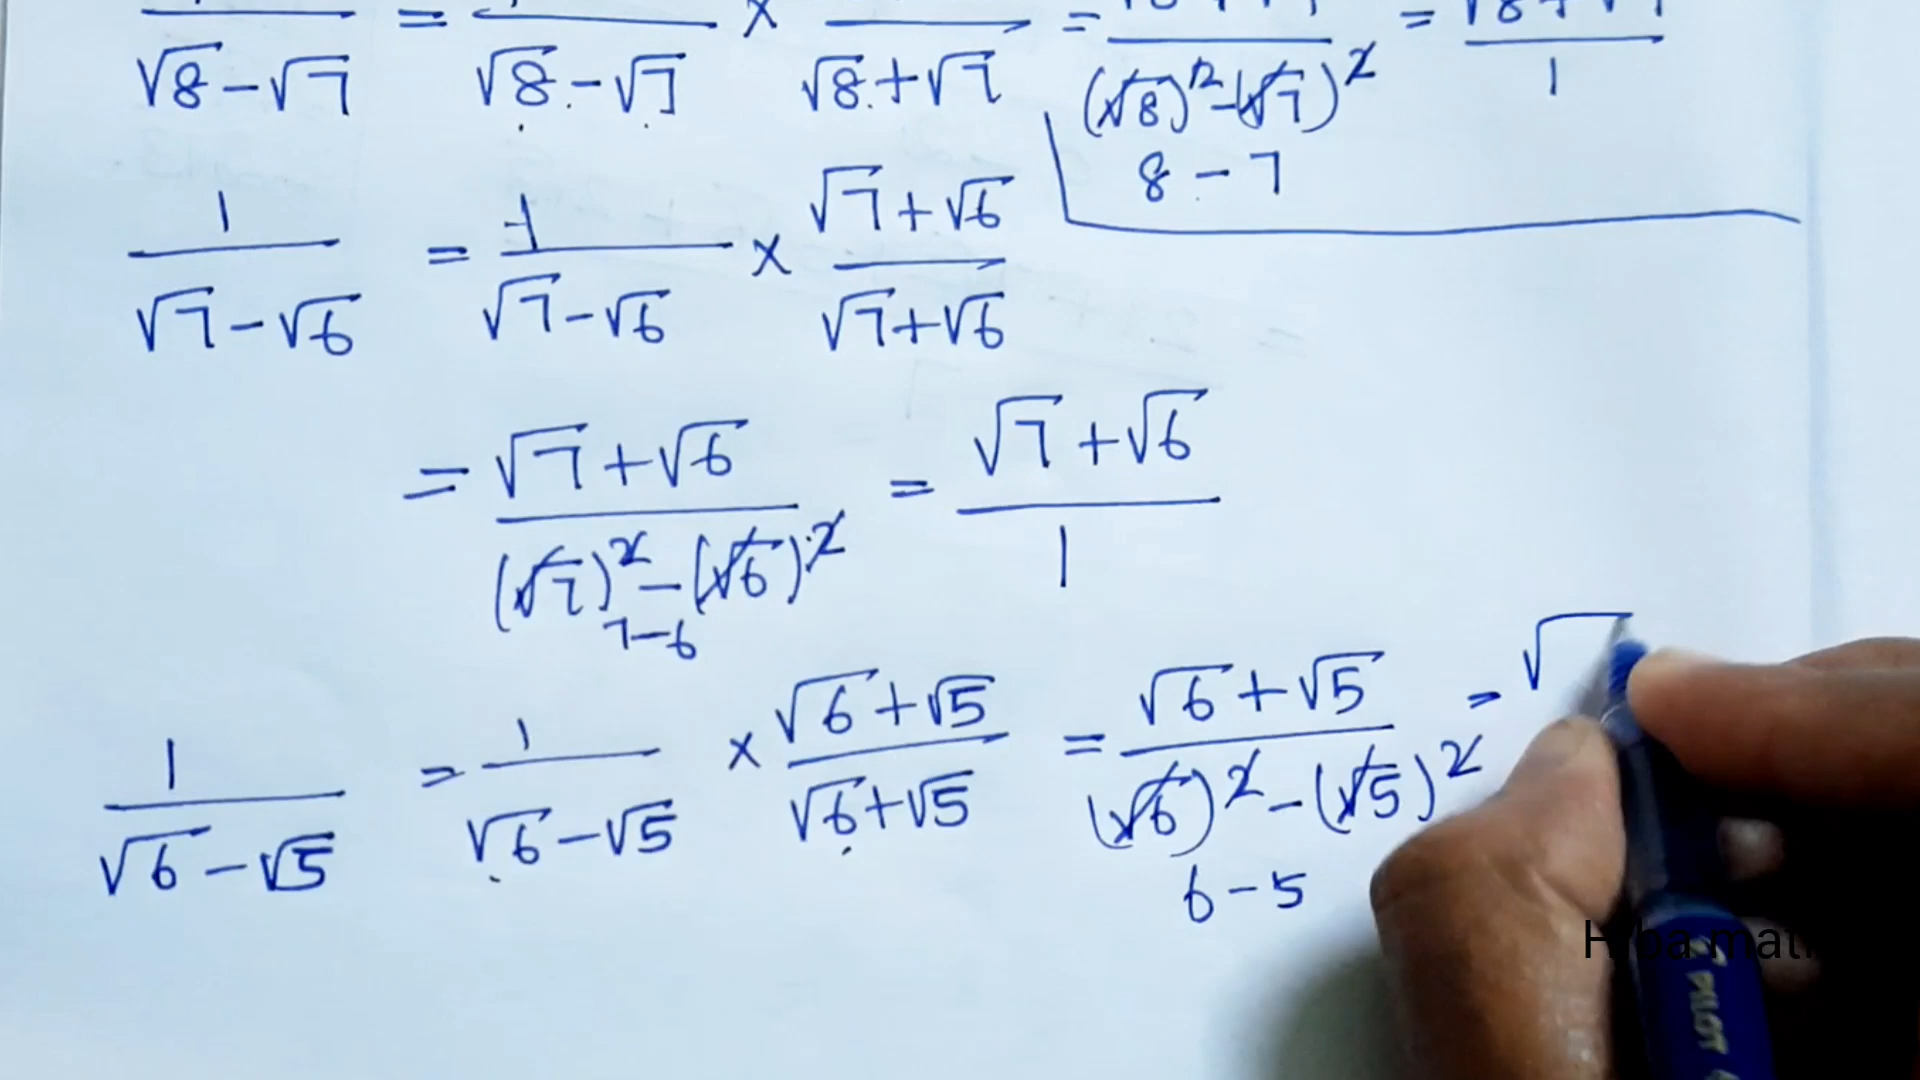 1/(√8-√7) = 1/(√8-√7) × /(√8+√7) = (√8+√7)/((√8)²-(√7)²) = (√8+√7)/1
8-7
1/(√7-√6) = 1/(√7-√6) × (√7+√6)/(√7+√6)
= (√7+√6)/((√7)²-(√6)²) = (√7+√6)/1
7-6
1/(√6-√5) = 1/(√6-√5) × (√6+√5)/(√6+√5) = (√6+√5)/((√6)²-(√5)²) = √
6-5
PILOT